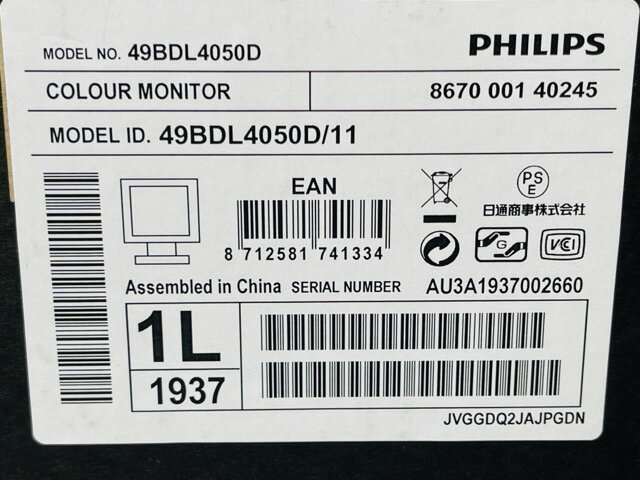 MODEL NO. 49BDL4050D
PHILIPS
COLOUR MONITOR
8670 001 40245
MODEL ID. 49BDL4050D/11
EAN
8 712581 741334
PS
E
日通商事株式会社
G
VCI
Assembled in China SERIAL NUMBER AU3A1937002660
1L
1937
JVGGDQ2JAJPGDN